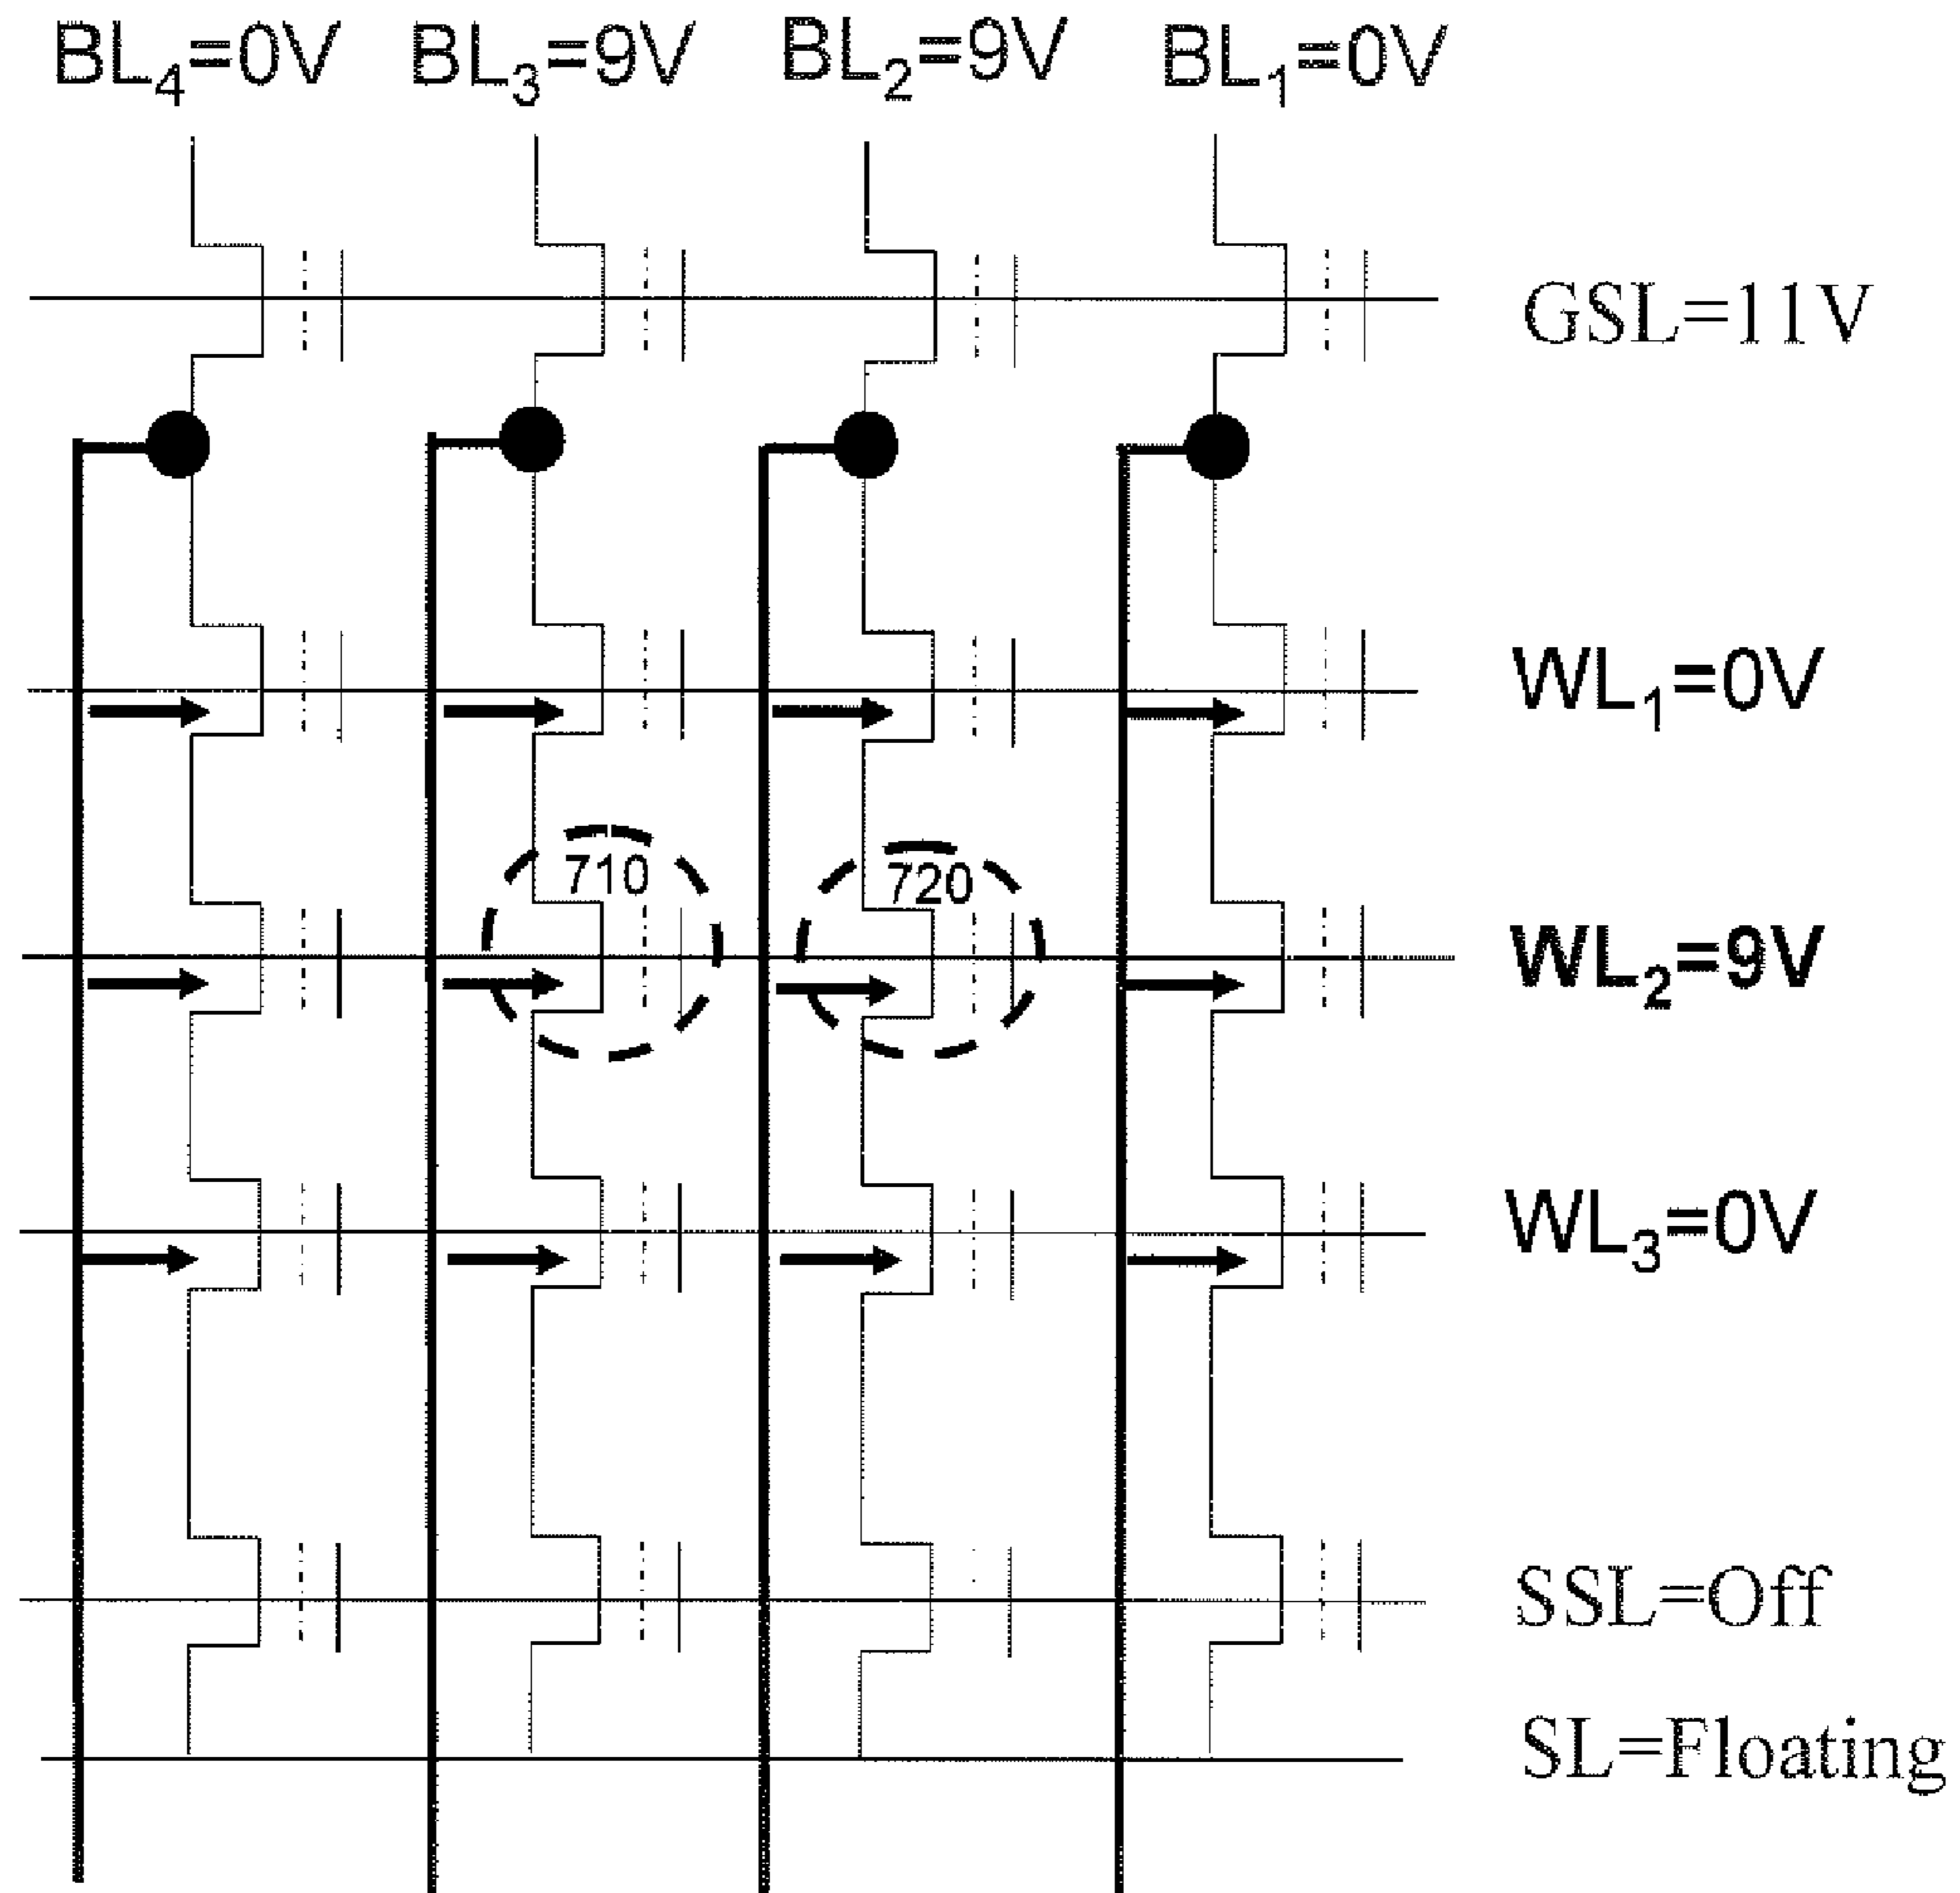 BL₄=0V BL₃=9V BL₂=9V BL₁=0V
GSL=11V
WL₁=0V
710 720
WL₂=9V
WL₃=0V
SSL=Off
SL=Floating